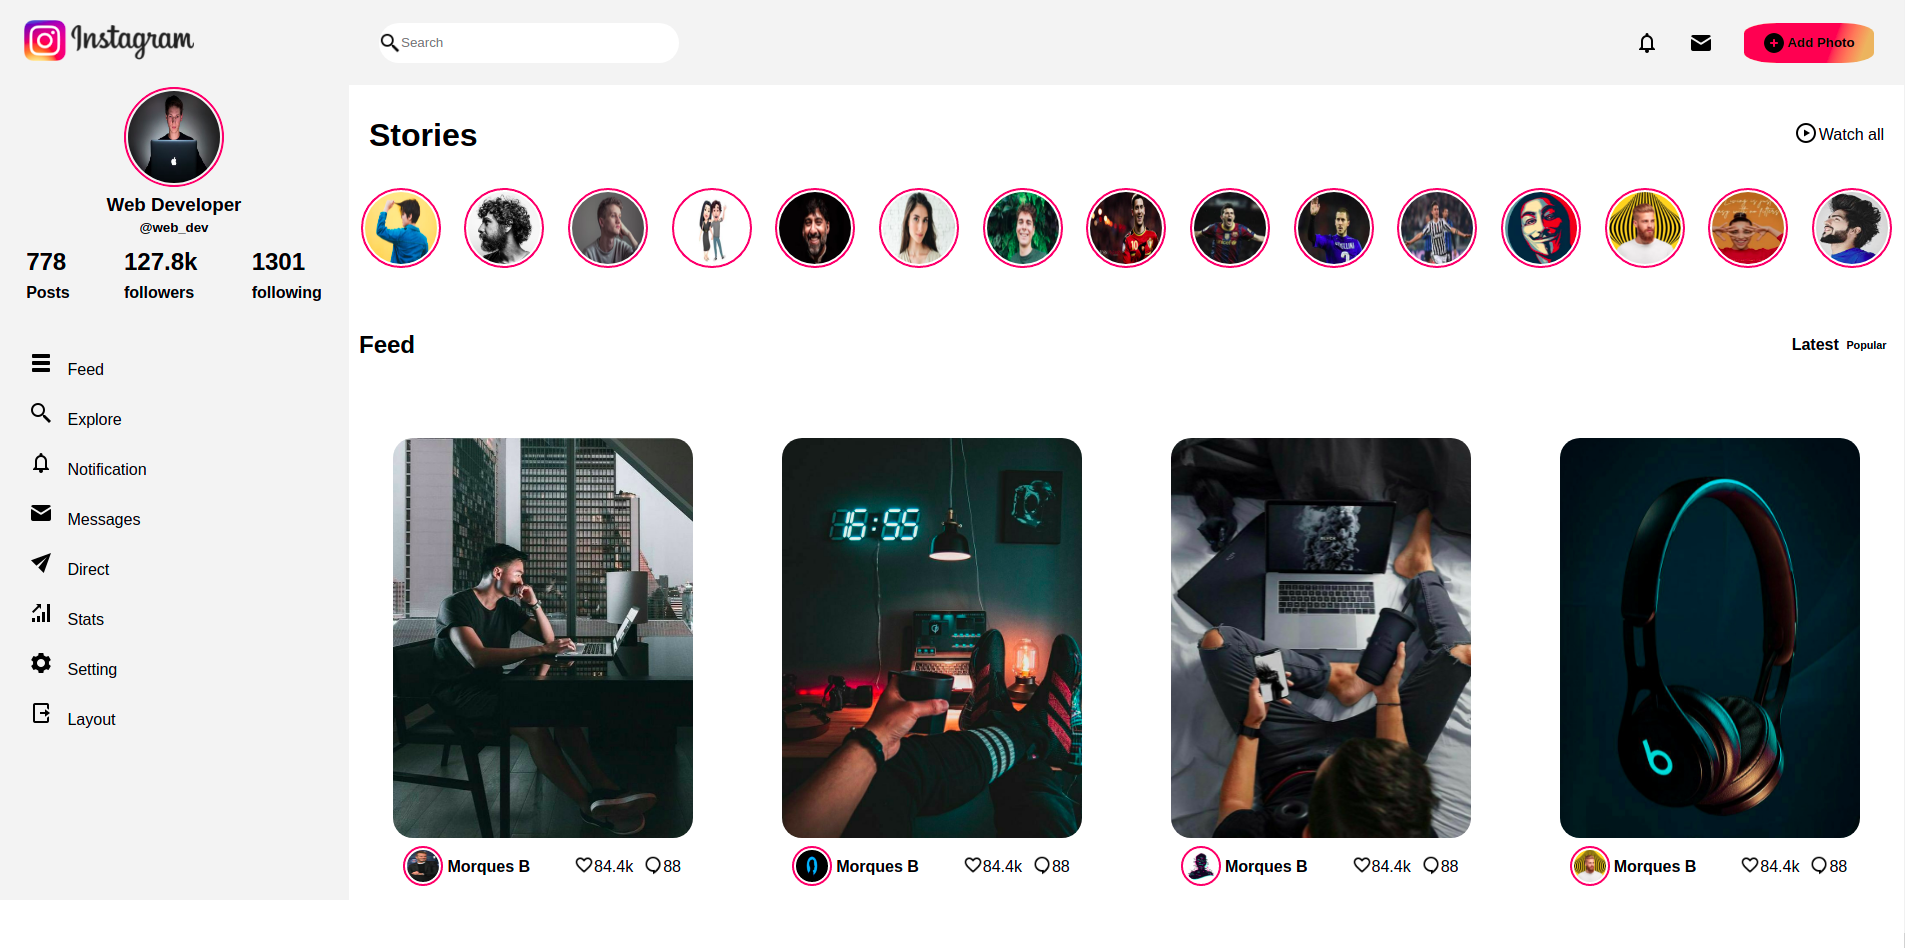 Instagram
Search
Add Photo
Web Developer
@web_dev
778 127.8k 1301
Posts followers following
Feed
Explore
Notification
Messages
Direct
Stats
Setting
Layout
Stories
Watch all
Feed
Latest Popular
16:55
Morques B 84.4k 88
Morques B 84.4k 88
Morques B 84.4k 88
Morques B 84.4k 88